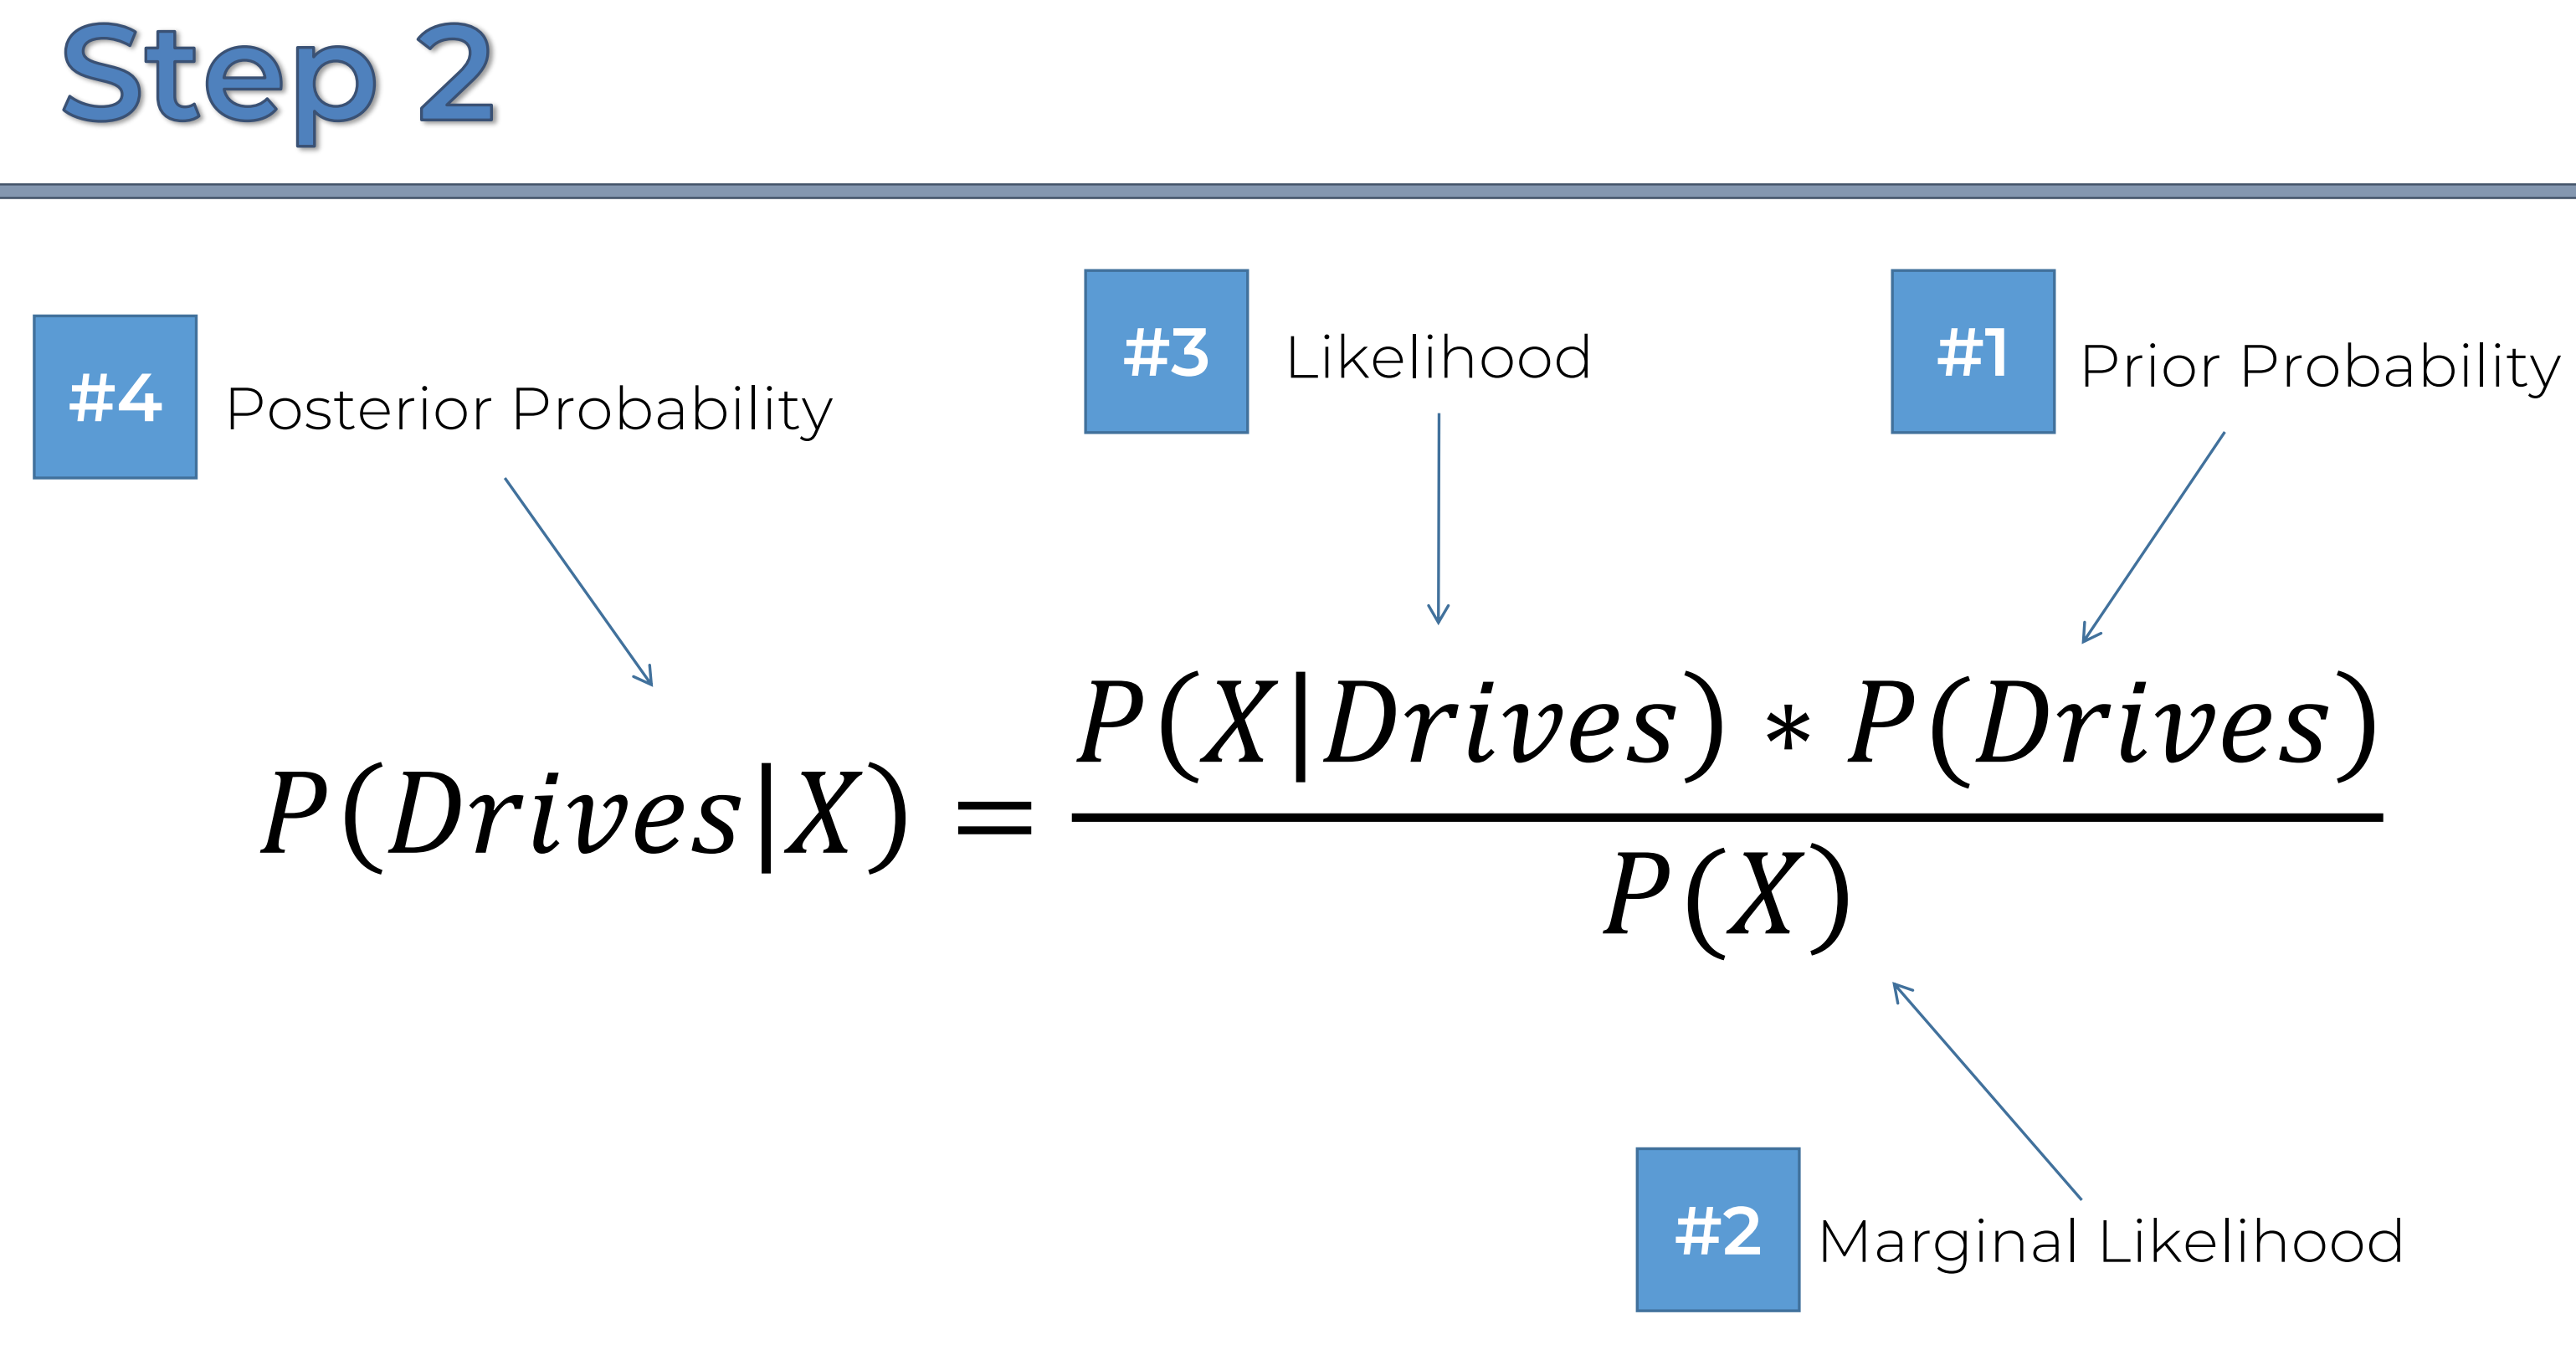 Step 2
#4 Posterior Probability
#3 Likelihood
#1 Prior Probability
P(Drives|X) = P(X|Drives) * P(Drives)
P(X)
#2 Marginal Likelihood